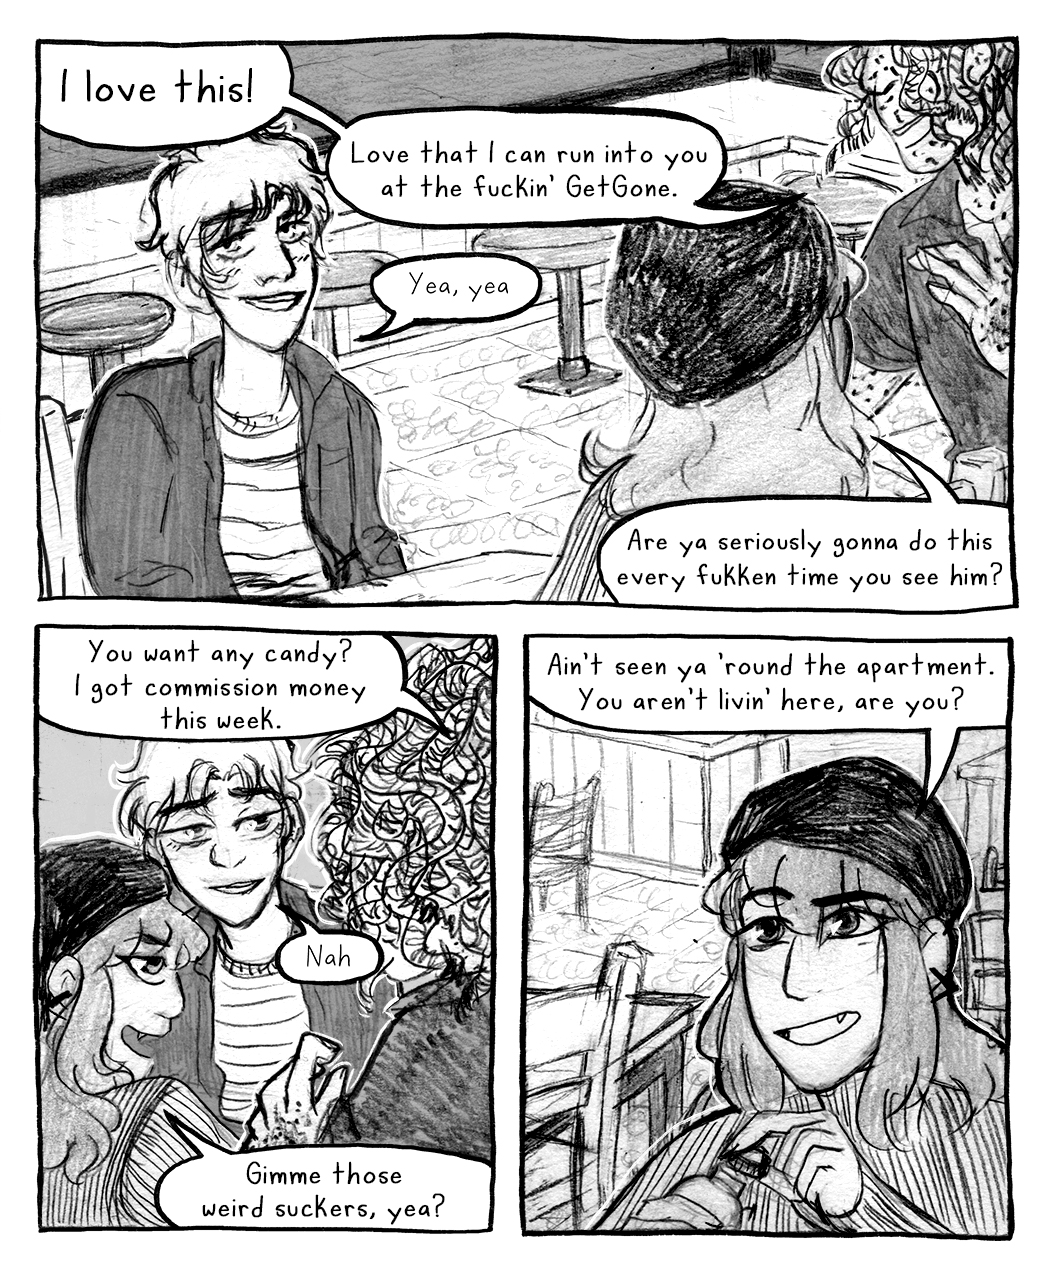 I love this!
Love that I can run into you
at the fuckin' GetGone.
Yea, yea
Are ya seriously gonna do this
every fukken time you see him?
You want any candy?
I got commission money
this week.
Nah
Gimme those
weird suckers, yea?
Ain't seen ya 'round the apartment.
You aren't livin' here, are you?